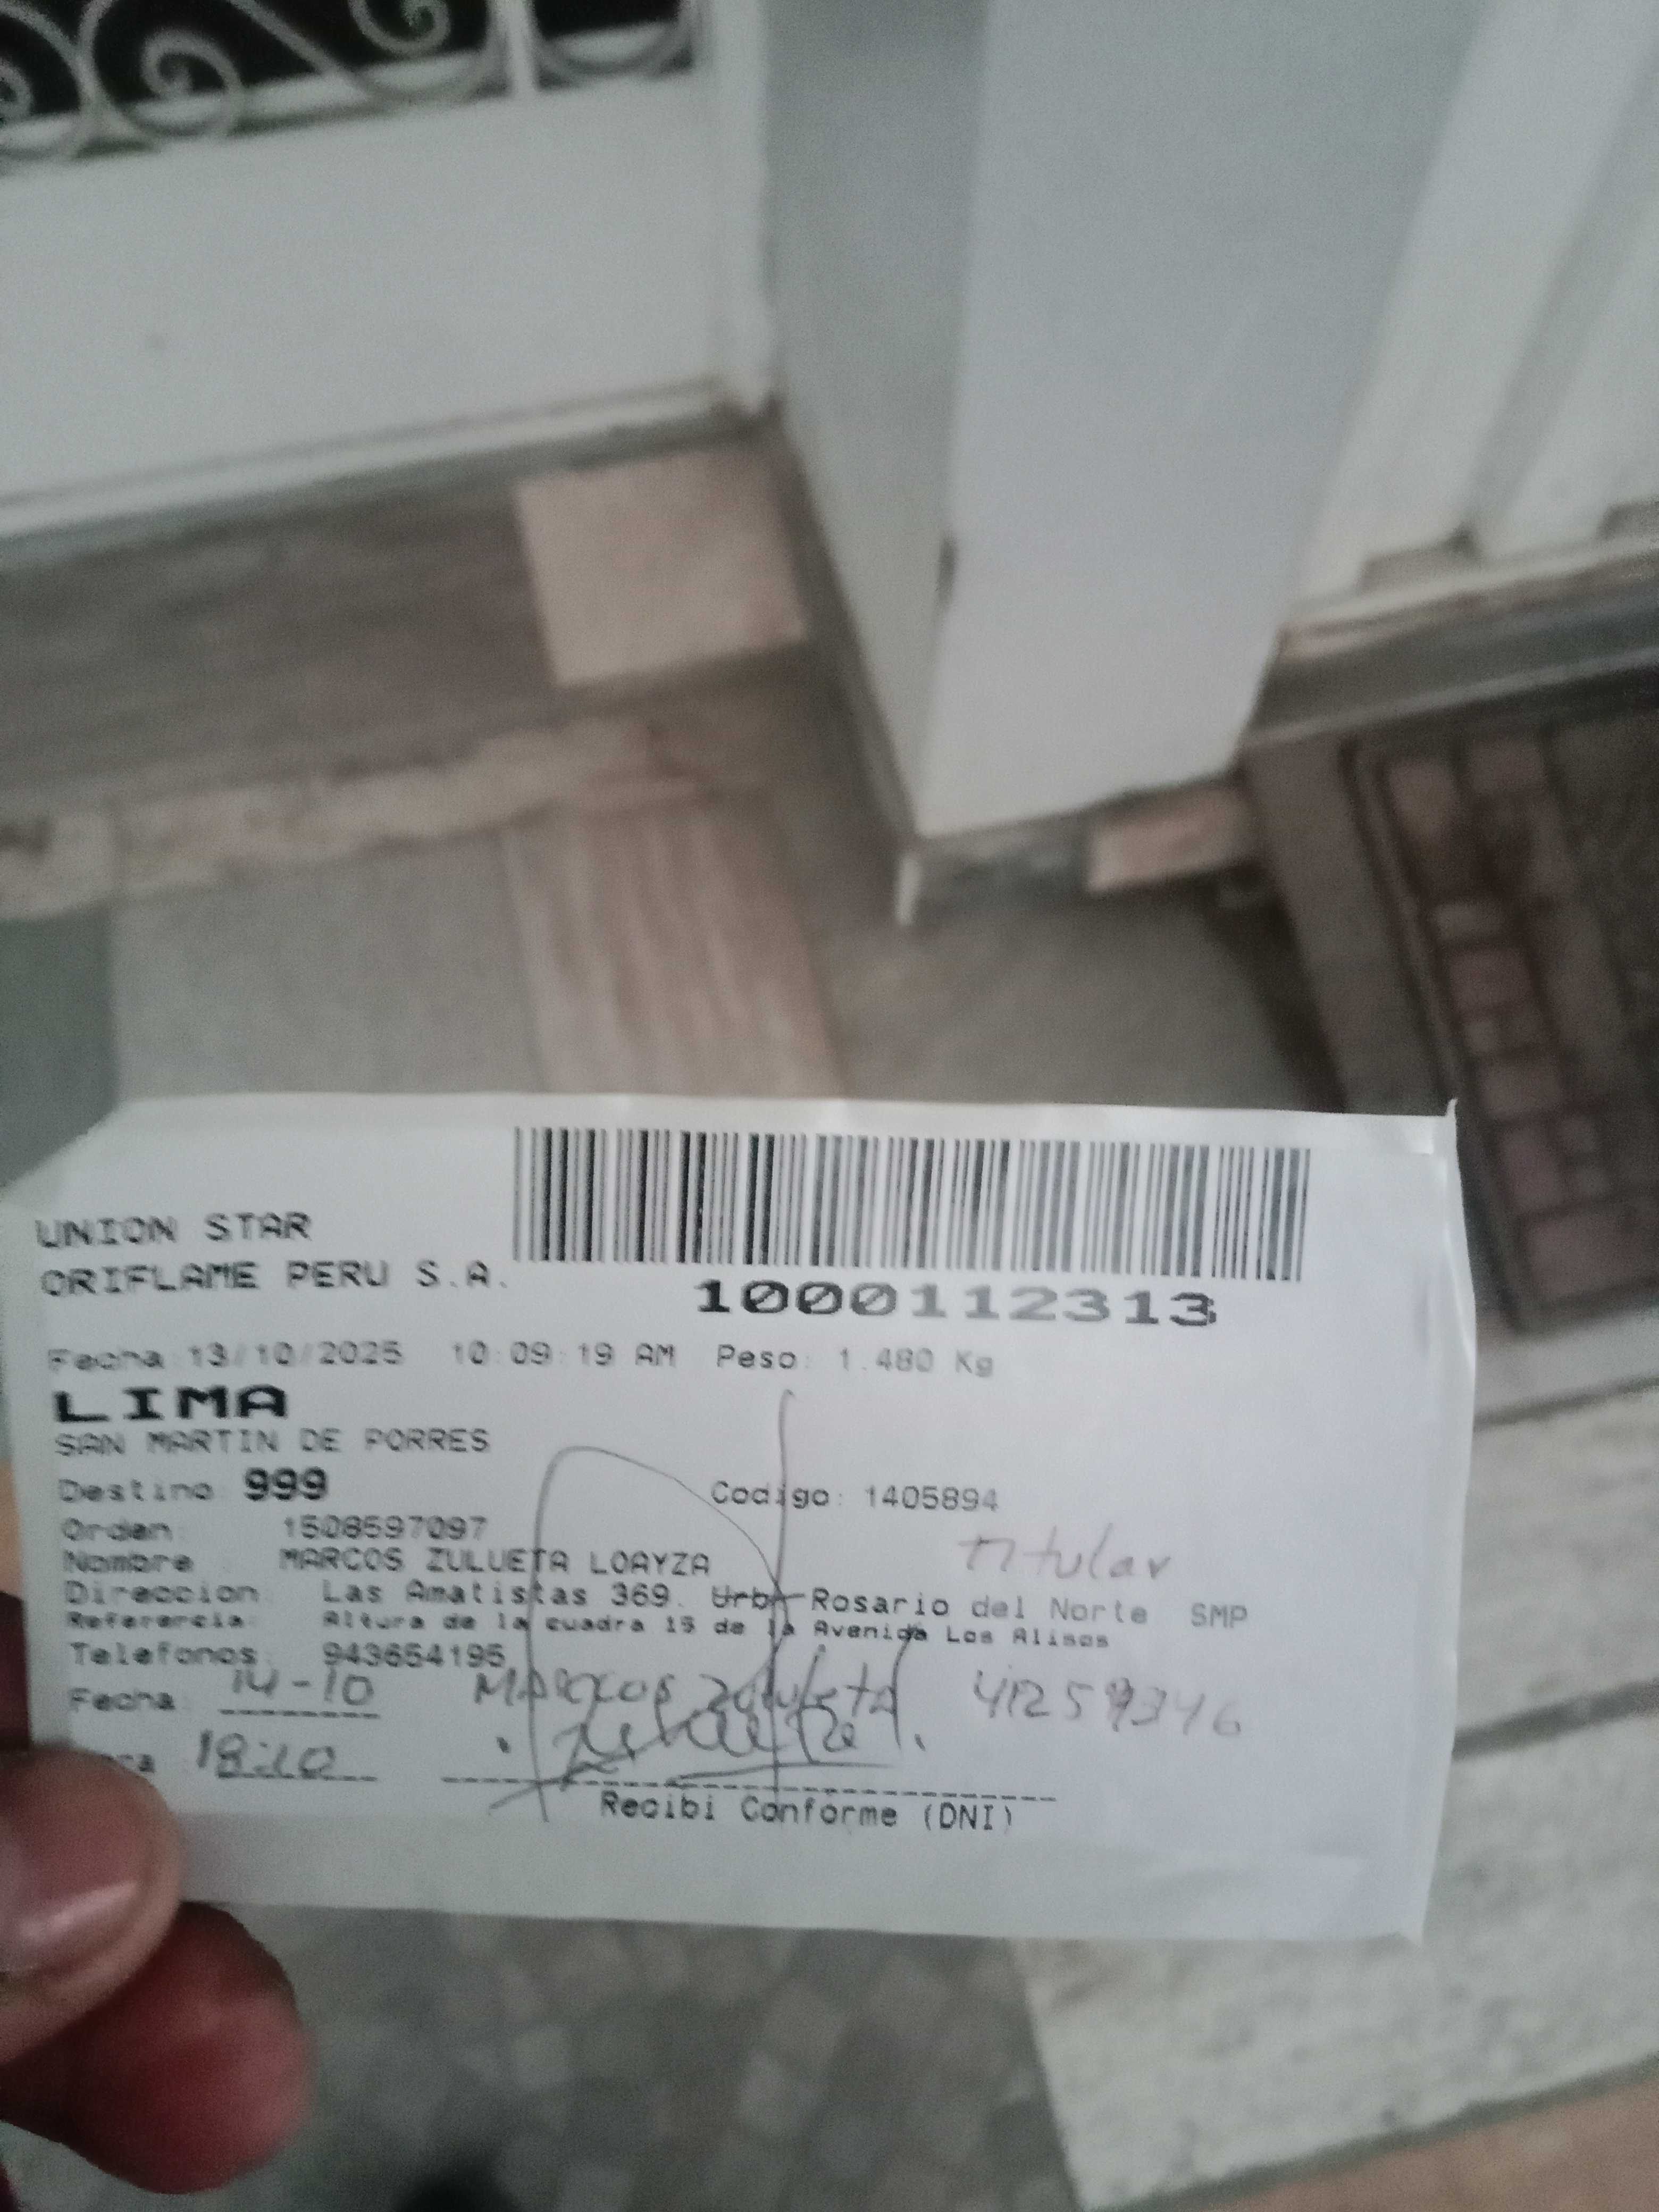 UNION STAR
ORIFLAME PERU S.A.
1000112313
Fecha 13/10/2025 10:09:19 AM Peso: 1.480 Kg
LIMA
SAN MARTIN DE PORRES
Destino 999 Codigo: 1405894
Orden: 1508597097
Nombre : MARCOS ZULUETA LOAYZA Titular
Direccion: Las Amatistas 369. Urb. Rosario del Norte SMP
Referencia: Altura de la cuadra 15 de la Avenida Los Alisos
Telefonos: 943654195
Fecha: 14-10 Marcos Zulueta
18:10
Recibi Conforme (DNI)